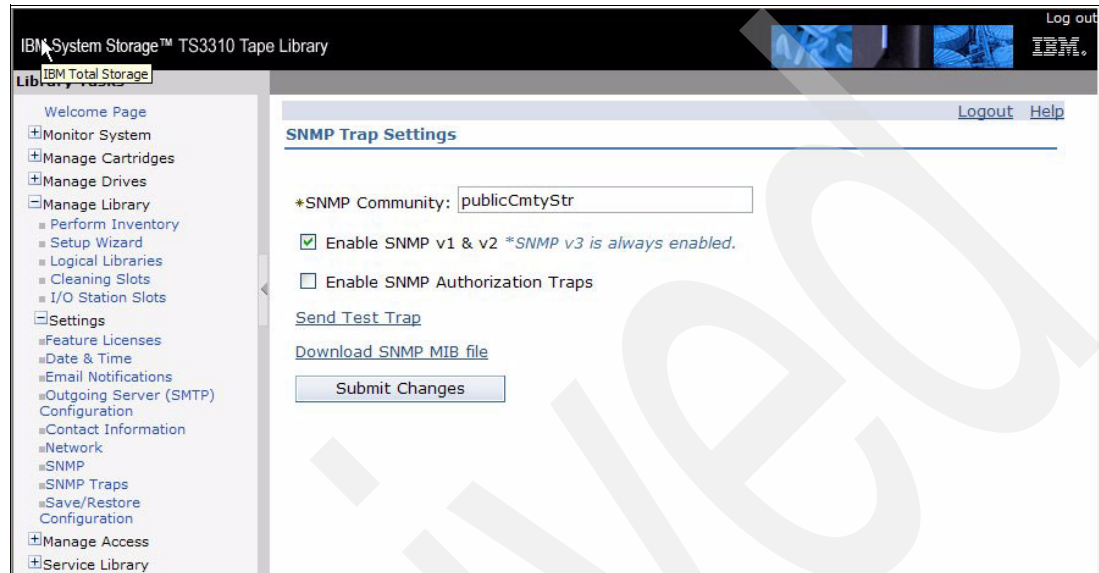 Log out
IBM System Storage™ TS3310 Tape Library
IBM.
IBM Total Storage
Library Tasks
Welcome Page
Logout Help
Monitor System
SNMP Trap Settings
Manage Cartridges
Manage Drives
Manage Library
Perform Inventory
Setup Wizard
Logical Libraries
Cleaning Slots
I/O Station Slots
Settings
Feature Licenses
Date & Time
Email Notifications
Outgoing Server (SMTP)
Configuration
Contact Information
Network
SNMP
SNMP Traps
Save/Restore
Configuration
Manage Access
Service Library
*SNMP Community: publicCmtyStr
Enable SNMP v1 & v2 *SNMP v3 is always enabled.
Enable SNMP Authorization Traps
Send Test Trap
Download SNMP MIB file
Submit Changes